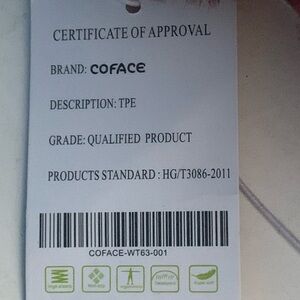 CERTIFICATE OF APPROVAL
BRAND: COFACE
DESCRIPTION: TPE
GRADE: QUALIFIED PRODUCT
PRODUCTS STANDARD : HG/T3086-2011
COFACE-WT63-001